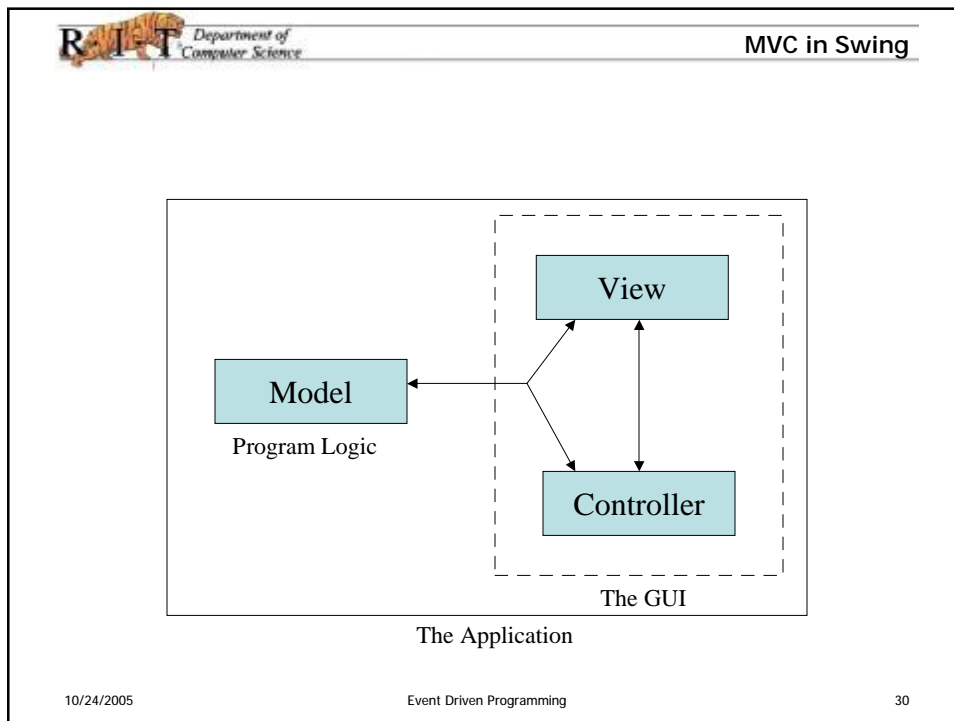 R I T Department of
Computer Science
MVC in Swing
View
Model
Program Logic
Controller
The GUI
The Application
10/24/2005 Event Driven Programming 30